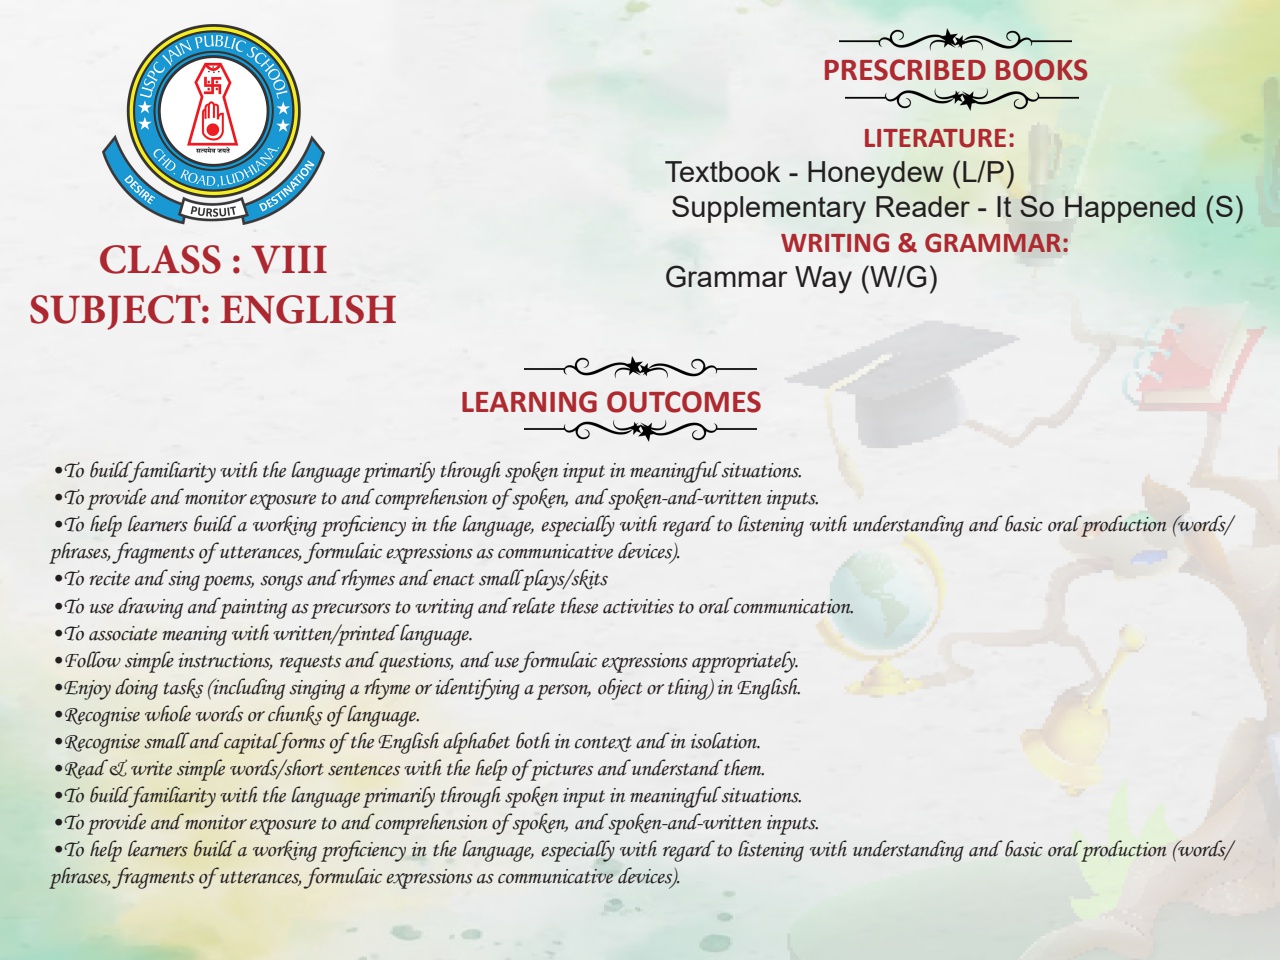 USPC JAIN PUBLIC SCHOOL
CHD. ROAD, LUDHIANA.
सत्यमेव जयते
DESIRE
PURSUIT
DESTINATION
CLASS : VIII
SUBJECT: ENGLISH
PRESCRIBED BOOKS
LITERATURE:
Textbook - Honeydew (L/P)
Supplementary Reader - It So Happened (S)
WRITING & GRAMMAR:
Grammar Way (W/G)
LEARNING OUTCOMES
•To build familiarity with the language primarily through spoken input in meaningful situations.
•To provide and monitor exposure to and comprehension of spoken, and spoken-and-written inputs.
•To help learners build a working proficiency in the language, especially with regard to listening with understanding and basic oral production (words/
phrases, fragments of utterances, formulaic expressions as communicative devices).
•To recite and sing poems, songs and rhymes and enact small plays/skits
•To use drawing and painting as precursors to writing and relate these activities to oral communication.
•To associate meaning with written/printed language.
•Follow simple instructions, requests and questions, and use formulaic expressions appropriately.
•Enjoy doing tasks (including singing a rhyme or identifying a person, object or thing) in English.
•Recognise whole words or chunks of language.
•Recognise small and capital forms of the English alphabet both in context and in isolation.
•Read & write simple words/short sentences with the help of pictures and understand them.
•To build familiarity with the language primarily through spoken input in meaningful situations.
•To provide and monitor exposure to and comprehension of spoken, and spoken-and-written inputs.
•To help learners build a working proficiency in the language, especially with regard to listening with understanding and basic oral production (words/
phrases, fragments of utterances, formulaic expressions as communicative devices).